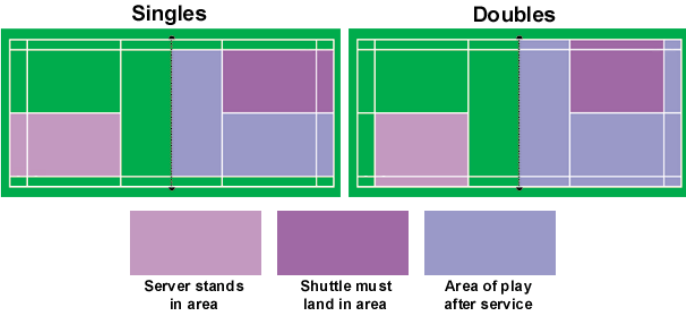 Singles
Doubles
Server stands
in area
Shuttle must
land in area
Area of play
after service